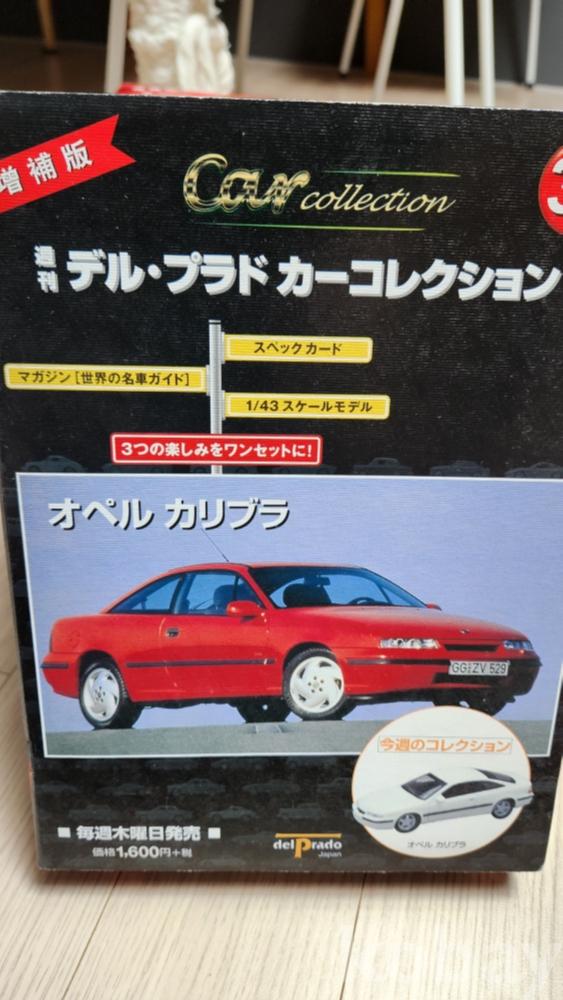 増補版
Car collection
3
週刊 デル・プラド カーコレクション
スペックカード
マガジン[世界の名車ガイド]
1/43スケールモデル
3つの楽しみをワンセットに!
オペル カリブラ
GG ZV 529
今週のコレクション
オペル カリブラ
■ 毎週木曜日発売 ■
価格1,600円+税
del Prado
Japan